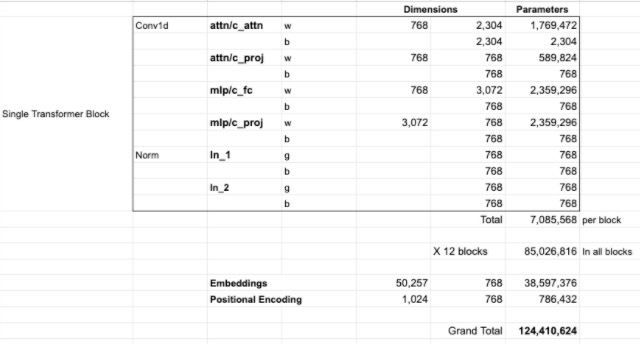 Dimensions Parameters
Conv1d attn/c_attn w 768 2,304 1,769,472
b 2,304 2,304
attn/c_proj w 768 768 589,824
b 768 768
mlp/c_fc w 768 3,072 2,359,296
b 768 768
Single Transformer Block
mlp/c_proj w 3,072 768 2,359,296
b 768 768
Norm ln_1 g 768 768
b 768 768
ln_2 g 768 768
b 768 768
Total 7,085,568 per block
X 12 blocks 85,026,816 In all blocks
Embeddings 50,257 768 38,597,376
Positional Encoding 1,024 768 786,432
Grand Total 124,410,624